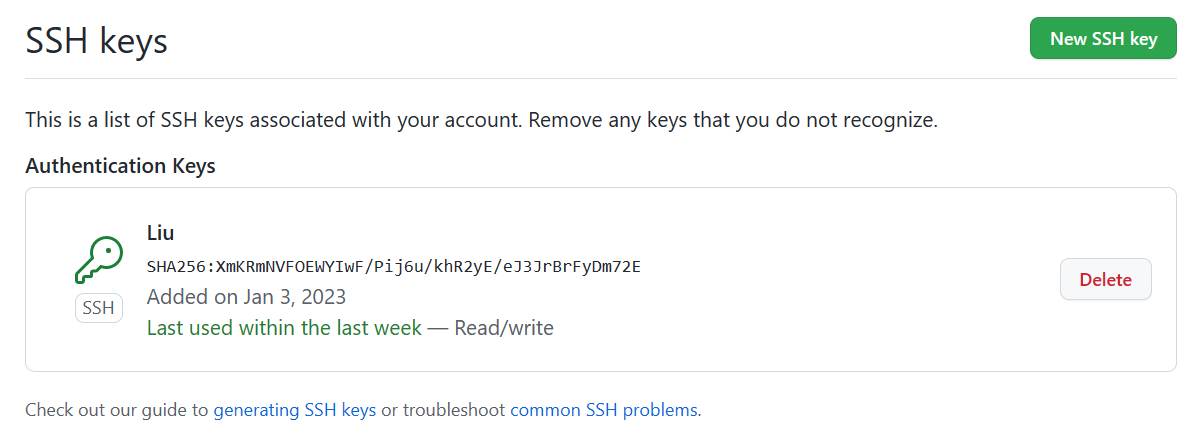 SSH keys
New SSH key
This is a list of SSH keys associated with your account. Remove any keys that you do not recognize.
Authentication Keys
Liu
SHA256:XmKRmNVFOEWYIwF/Pij6u/khR2yE/eJ3JrBrFyDm72E
Added on Jan 3, 2023
Last used within the last week — Read/write
SSH
Delete
Check out our guide to generating SSH keys or troubleshoot common SSH problems.